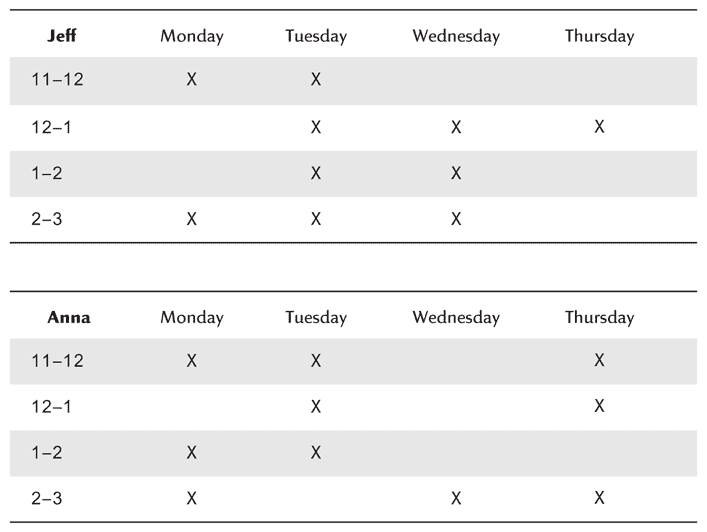 Jeff Monday Tuesday Wednesday Thursday
11–12 X X
12–1 X X X
1–2 X X
2–3 X X X
Anna Monday Tuesday Wednesday Thursday
11–12 X X X
12–1 X X
1–2 X X
2–3 X X X